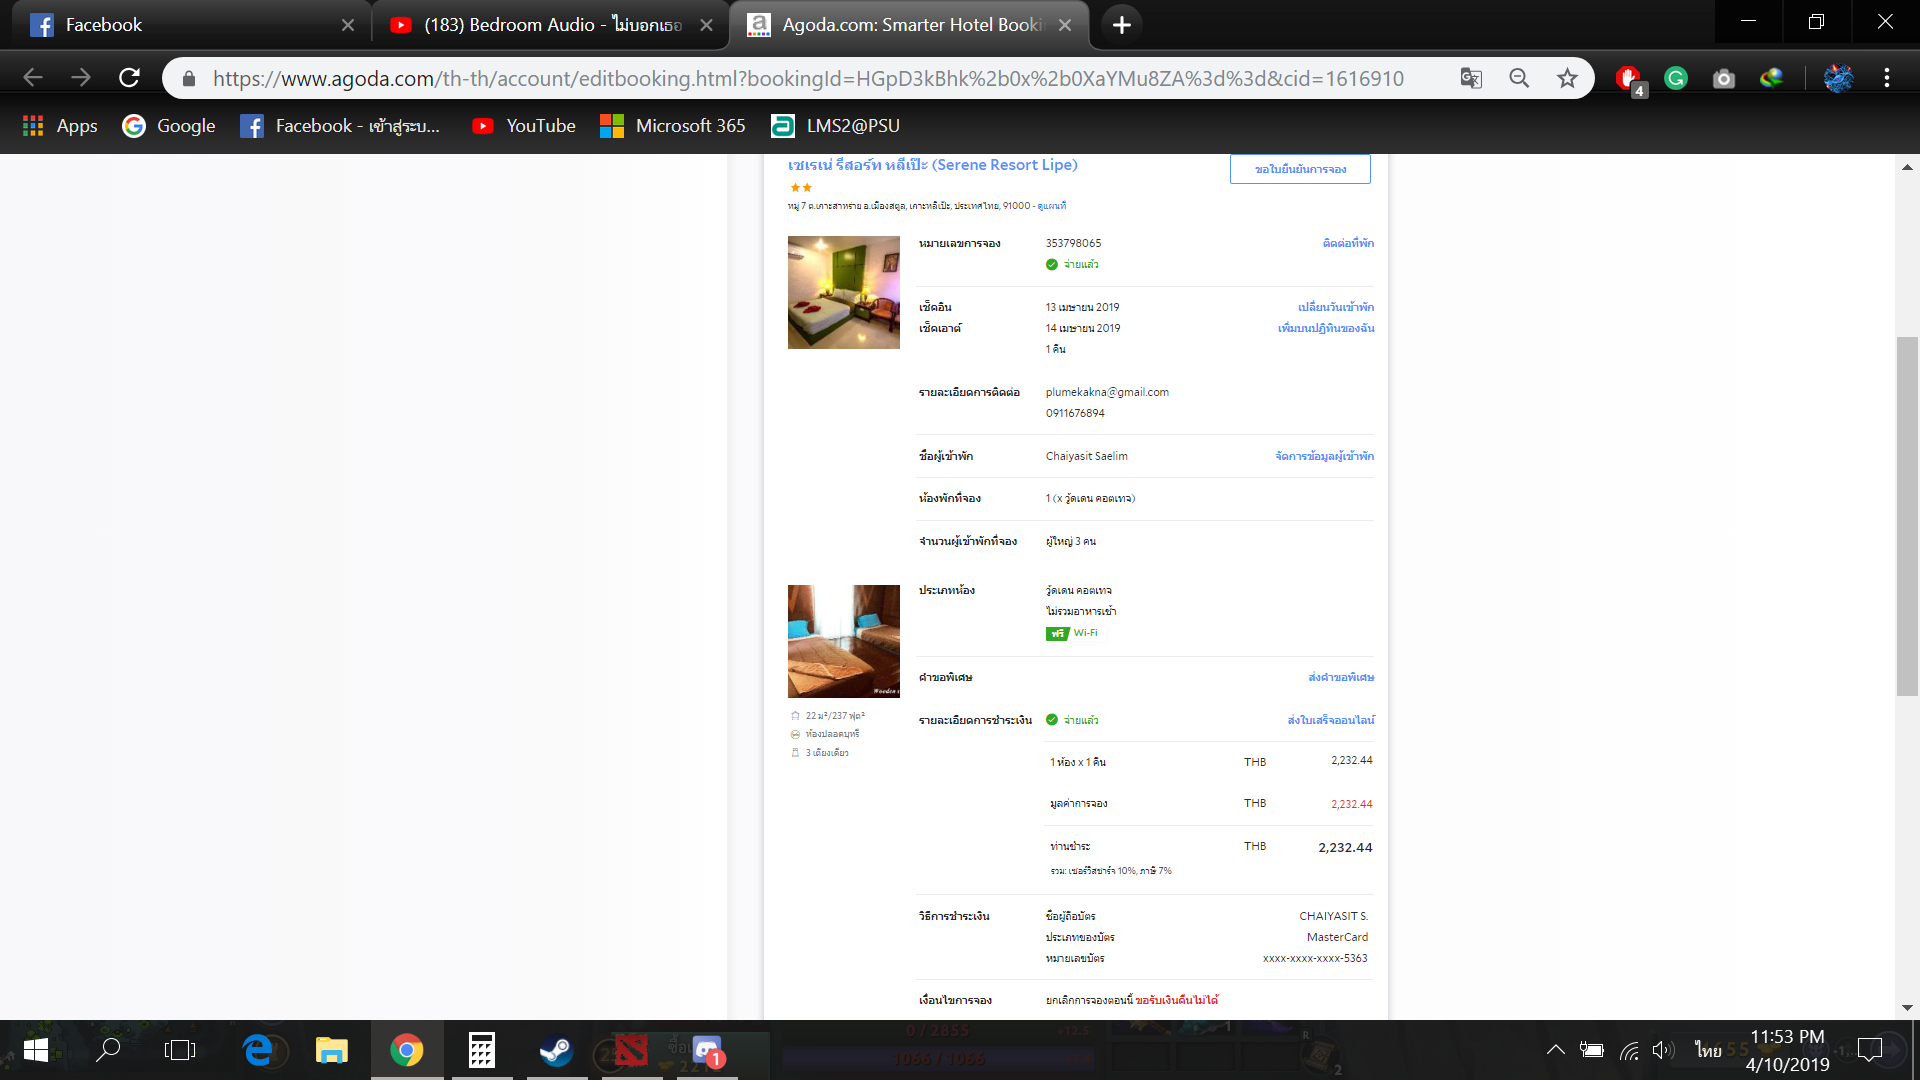 Facebook
(183) Bedroom Audio - ไม่บอกเธอ
Agoda.com: Smarter Hotel Booki
https://www.agoda.com/th-th/account/editbooking.html?bookingId=HGpD3kBhk%2b0x%2b0XaYMu8ZA%3d%3d&cid=1616910
4
Apps
Google
Facebook - เข้าสู่ระบ...
YouTube
Microsoft 365
LMS2@PSU
เซเรเน่ รีสอร์ท หลีเป๊ะ (Serene Resort Lipe)
ขอใบยืนยันการจอง
หมู่ 7 ต.เกาะสาหร่าย อ.เมืองสตูล, เกาะหลีเป๊ะ, ประเทศไทย, 91000 - ดูแผนที่
หมายเลขการจอง 353798065 ติดต่อที่พัก
จ่ายแล้ว
เช็คอิน 13 เมษายน 2019 เปลี่ยนวันเข้าพัก
เช็คเอาต์ 14 เมษายน 2019 เพิ่มบนปฏิทินของฉัน
1 คืน
รายละเอียดการติดต่อ plumekakna@gmail.com
0911676894
ชื่อผู้เข้าพัก Chaiyasit Saelim จัดการข้อมูลผู้เข้าพัก
ห้องพักที่จอง 1 (x วู้ดเดน คอตเทจ)
จำนวนผู้เข้าพักที่จอง ผู้ใหญ่ 3 คน
ประเภทห้อง วู้ดเดน คอตเทจ
ไม่รวมอาหารเช้า
ฟรี Wi-Fi
คำขอพิเศษ ส่งคำขอพิเศษ
22 ม²/237 ฟุต²
ห้องปลอดบุหรี่
3 เตียงเดี่ยว
รายละเอียดการชำระเงิน จ่ายแล้ว ส่งใบเสร็จออนไลน์
1 ห้อง x 1 คืน THB 2,232.44
มูลค่าการจอง THB 2,232.44
ท่านชำระ THB 2,232.44
รวม: เซอร์วิสชาร์จ 10%, ภาษี 7%
วิธีการชำระเงิน ชื่อผู้ถือบัตร CHAIYASIT S.
ประเภทของบัตร MasterCard
หมายเลขบัตร xxxx-xxxx-xxxx-5363
เงื่อนไขการจอง ยกเลิกการจองตอนนี้ ขอรับเงินคืนไม่ได้
0 / 2855
1066 / 1066
1
ไทย
11:53 PM
4/10/2019